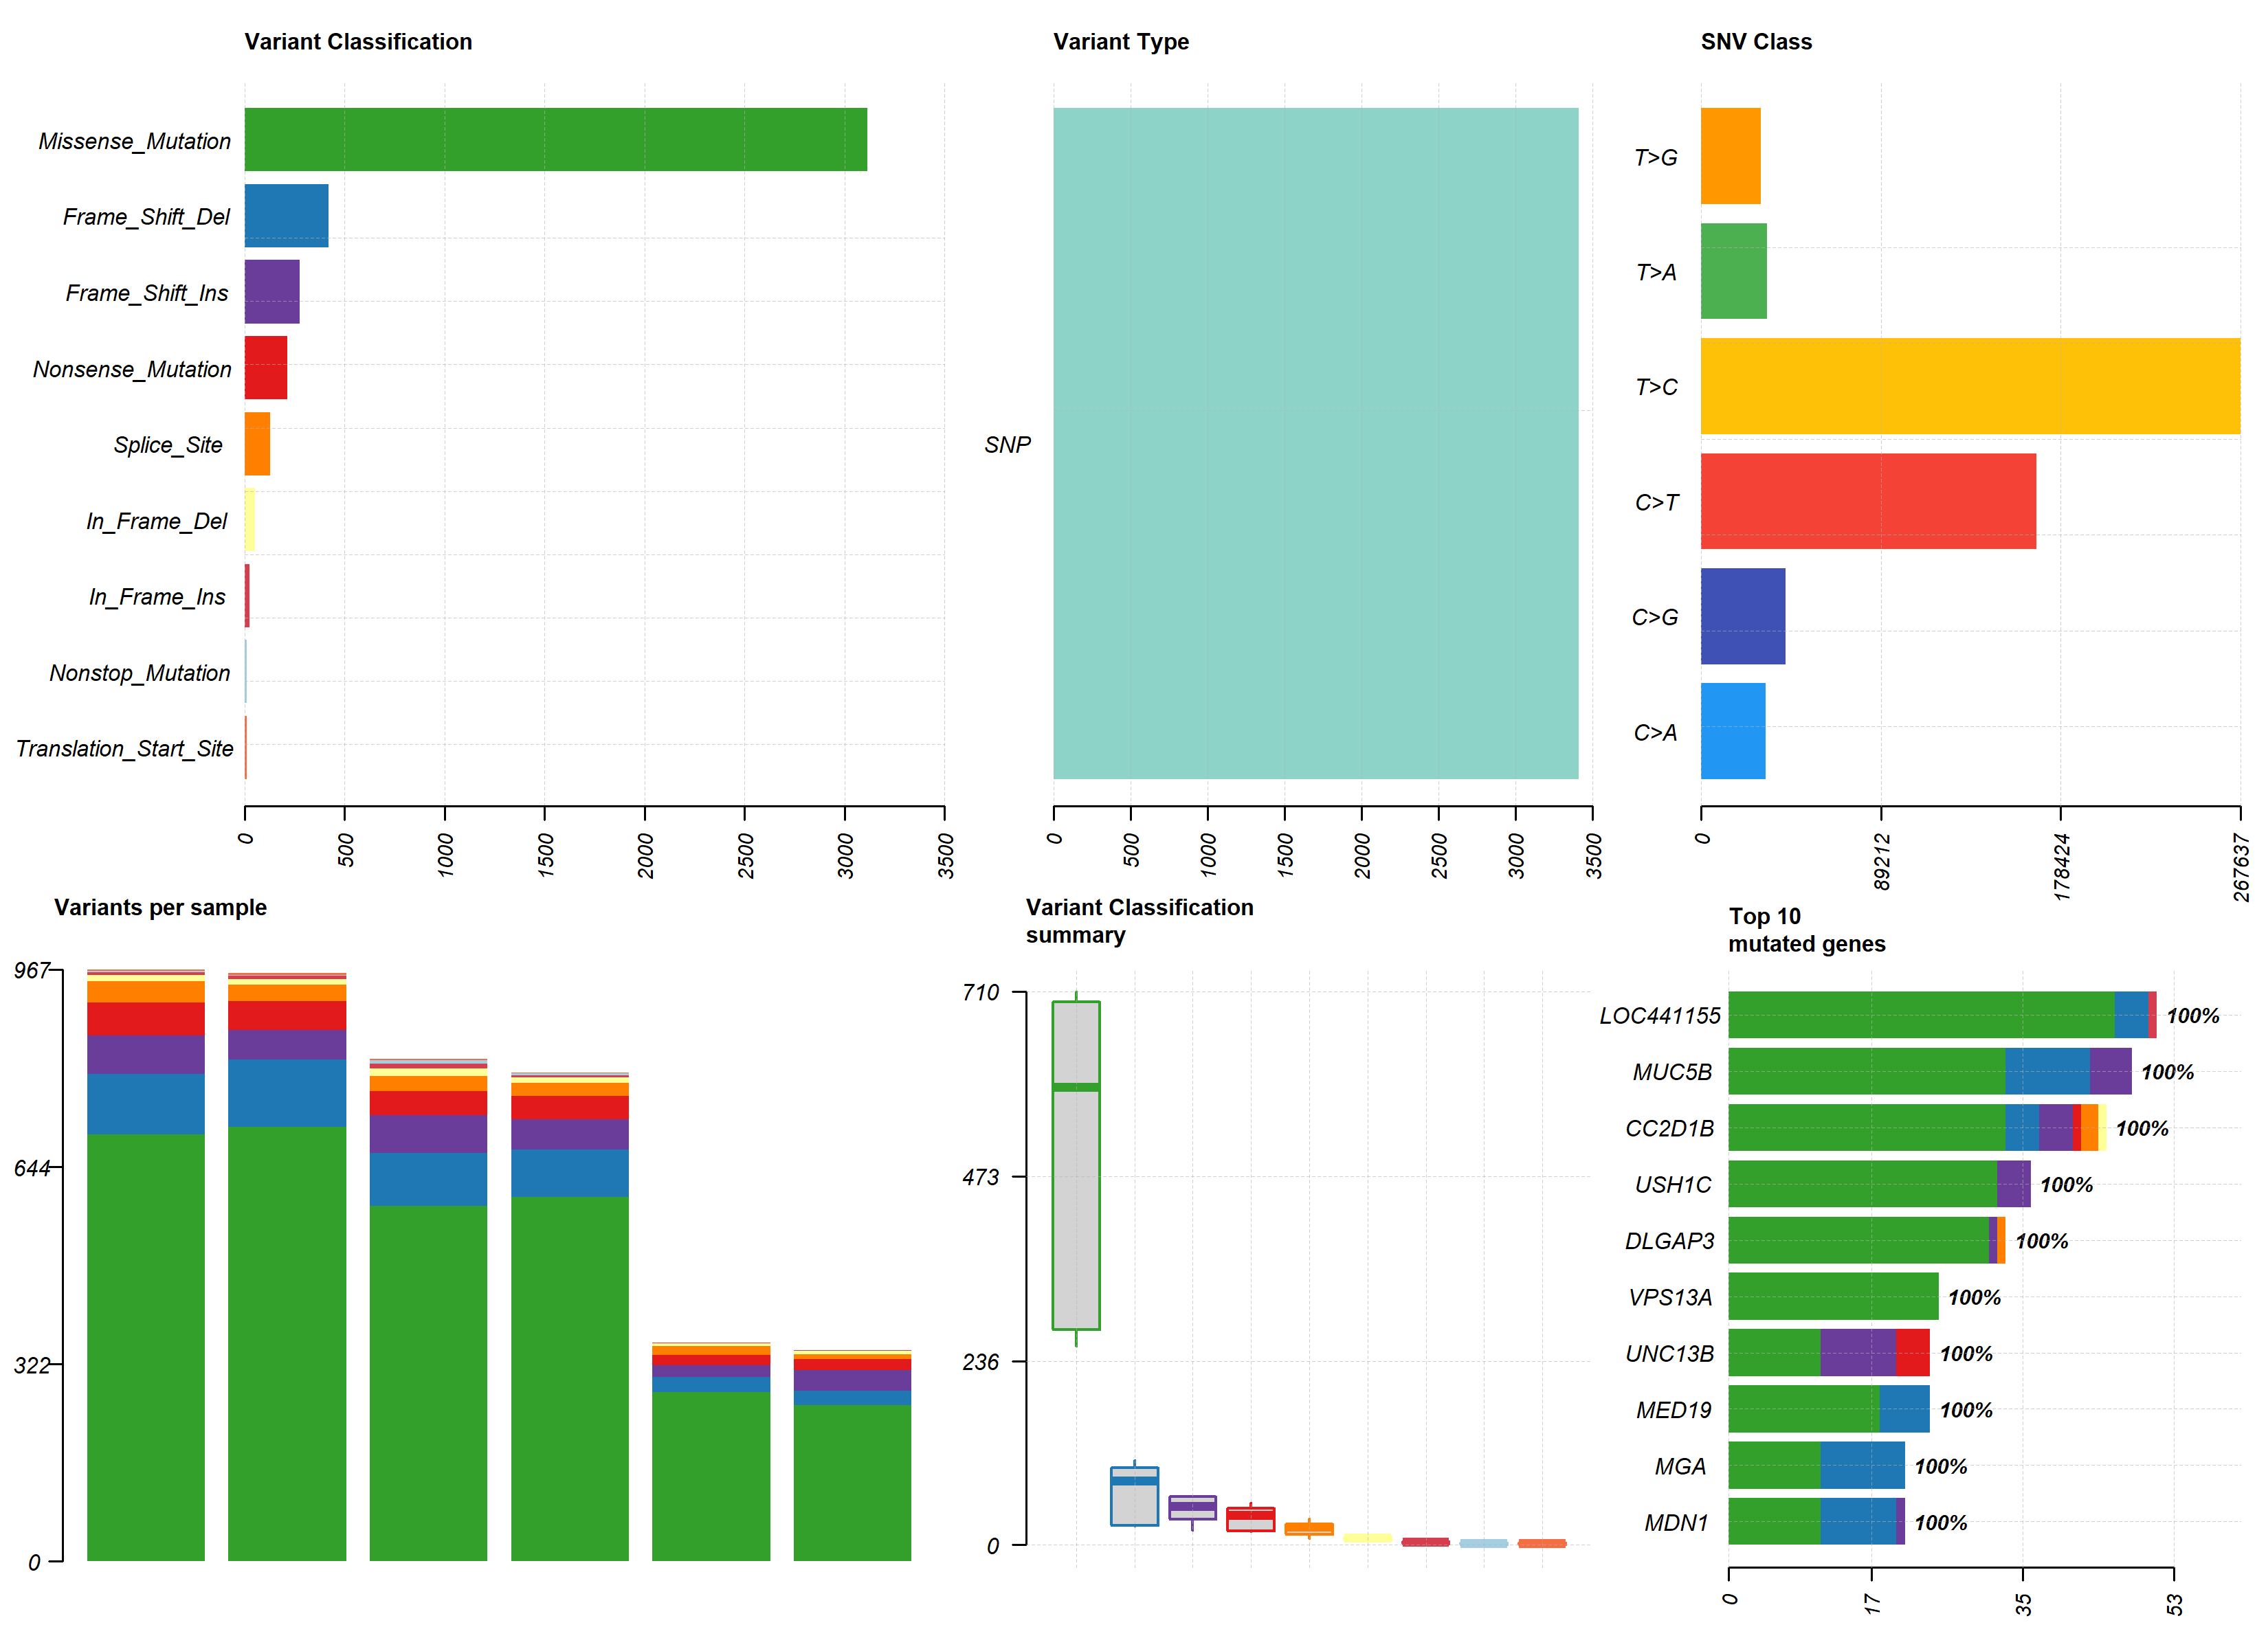 Variant Classification
Missense_Mutation
Frame_Shift_Del
Frame_Shift_Ins
Nonsense_Mutation
Splice_Site
In_Frame_Del
In_Frame_Ins
Nonstop_Mutation
Translation_Start_Site
0
500
1000
1500
2000
2500
3000
3500
Variant Type
SNP
0
500
1000
1500
2000
2500
3000
3500
SNV Class
T>G
T>A
T>C
C>T
C>G
C>A
0
89212
178424
267637
Variants per sample
967
644
322
0
Variant Classification
summary
710
473
236
0
Top 10
mutated genes
LOC441155 100%
MUC5B 100%
CC2D1B 100%
USH1C 100%
DLGAP3 100%
VPS13A 100%
UNC13B 100%
MED19 100%
MGA 100%
MDN1 100%
0
17
35
53